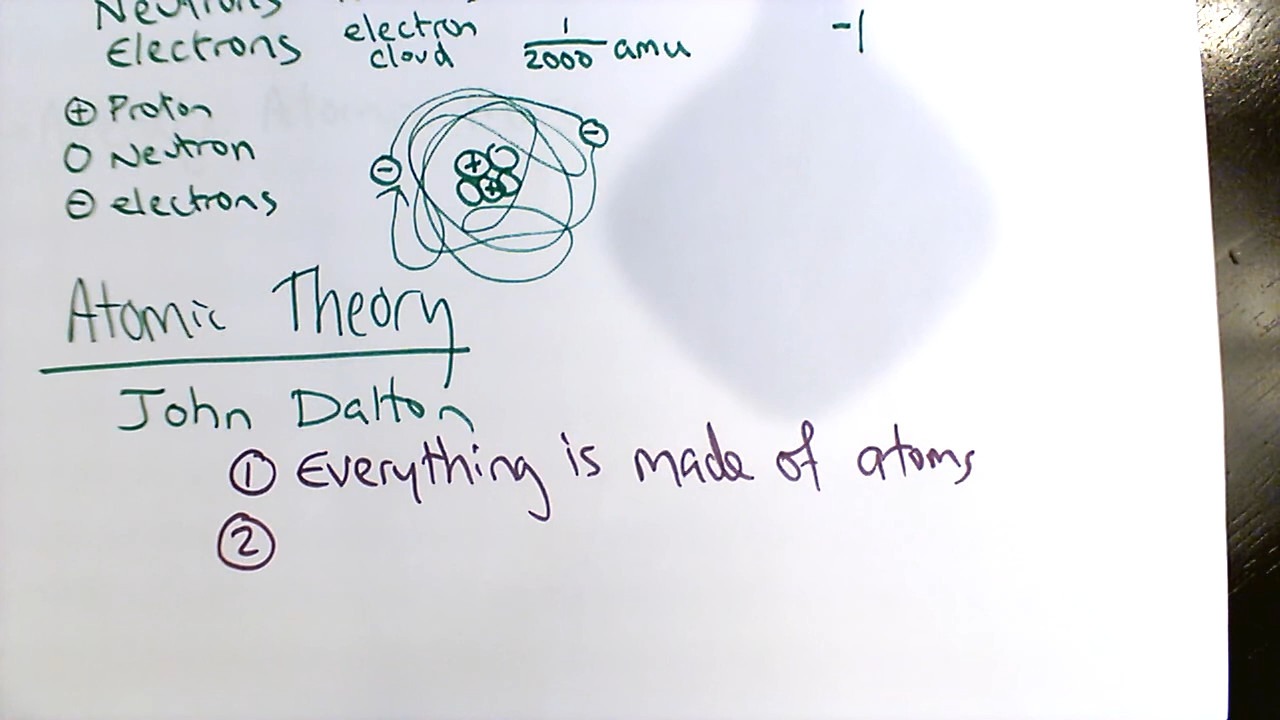 Neutrons
Electrons electron cloud 1/2000 amu -1
⊕ Proton
○ Neutron
⊖ electrons
+
+
-
-
Atomic Theory
John Dalton
① Everything is made of atoms
②